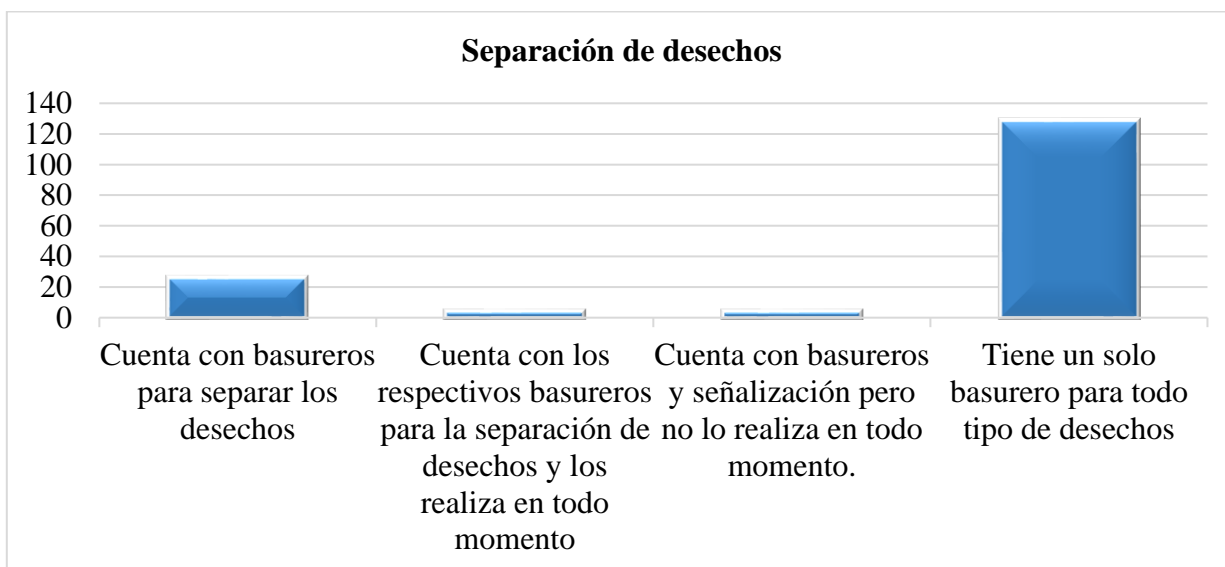 Separación de desechos
140
120
100
80
60
40
20
0
Cuenta con basureros
para separar los
desechos
Cuenta con los
respectivos basureros
para la separación de
desechos y los
realiza en todo
momento
Cuenta con basureros
y señalización pero
no lo realiza en todo
momento.
Tiene un solo
basurero para todo
tipo de desechos